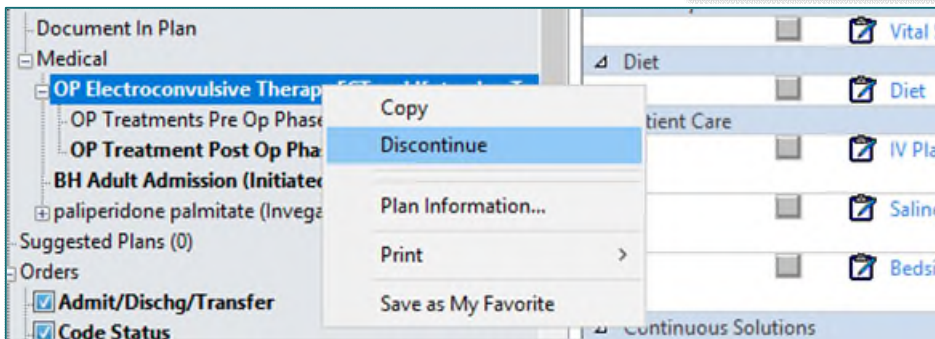 Document In Plan
Medical
OP Electroconvulsive Therap
OP Treatments Pre Op Phase
OP Treatment Post Op Pha
BH Adult Admission (Initiated
paliperidone palmitate (Invega
Suggested Plans (0)
Orders
Admit/Dischg/Transfer
Code Status
Copy
Discontinue
Plan Information...
Print
Save as My Favorite
Vital
Diet
Diet
tient Care
IV Pla
Saline
Bedsi
Continuous Solutions